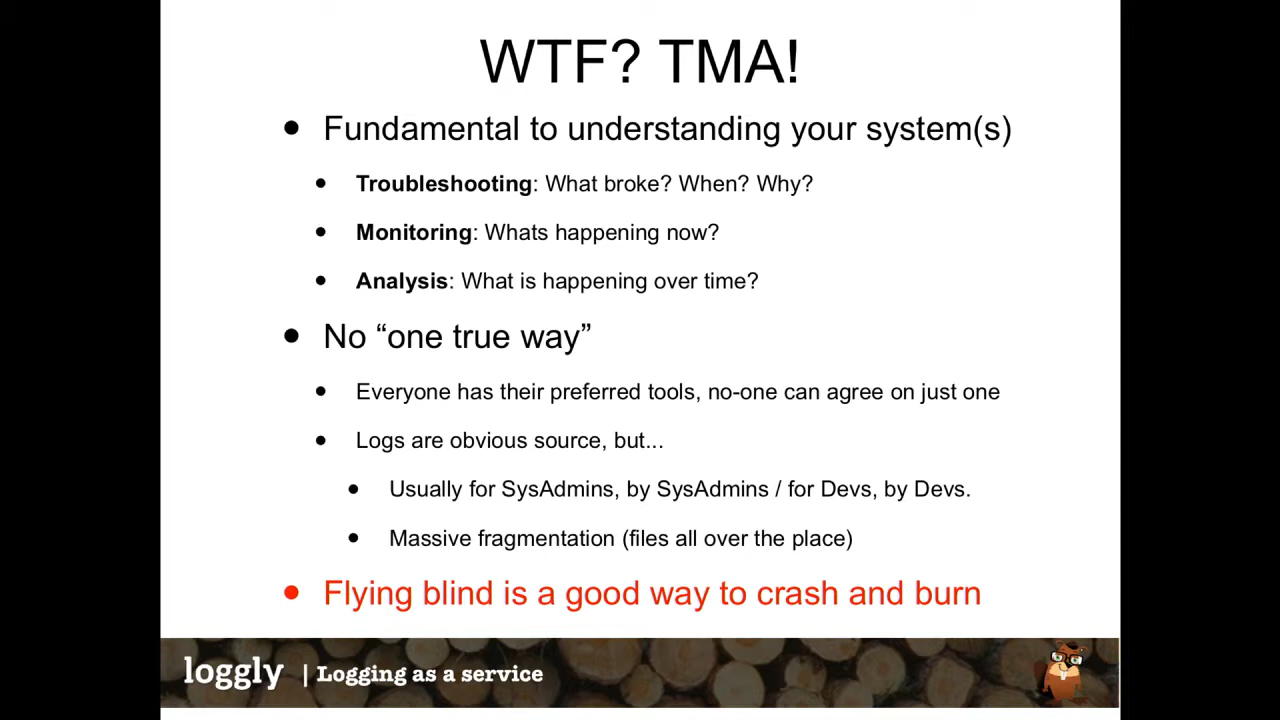 WTF? TMA!
Fundamental to understanding your system(s)
Troubleshooting: What broke? When? Why?
Monitoring: Whats happening now?
Analysis: What is happening over time?
No “one true way”
Everyone has their preferred tools, no-one can agree on just one
Logs are obvious source, but...
Usually for SysAdmins, by SysAdmins / for Devs, by Devs.
Massive fragmentation (files all over the place)
Flying blind is a good way to crash and burn
loggly | Logging as a service